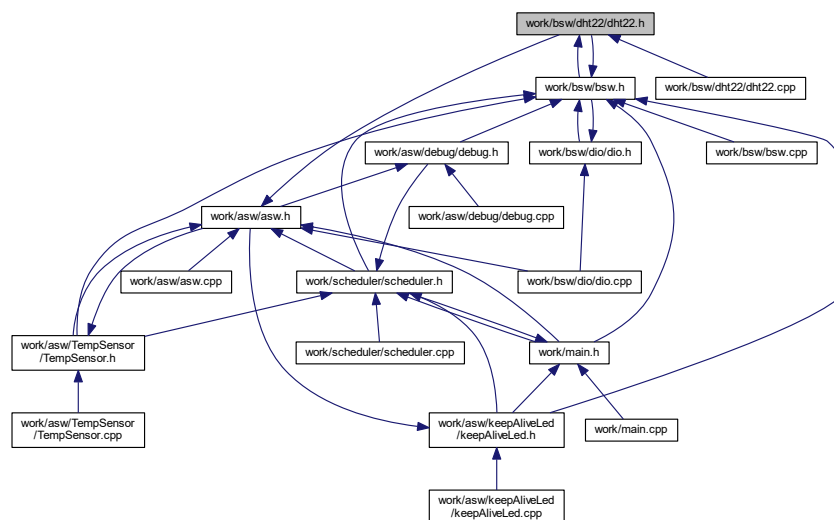 work/bsw/dht22/dht22.h
work/bsw/bsw.h
work/bsw/dht22/dht22.cpp
work/asw/debug/debug.h
work/bsw/dio/dio.h
work/bsw/bsw.cpp
work/asw/asw.h
work/asw/debug/debug.cpp
work/asw/asw.cpp
work/scheduler/scheduler.h
work/bsw/dio/dio.cpp
work/asw/TempSensor
/TempSensor.h
work/scheduler/scheduler.cpp
work/main.h
work/asw/TempSensor
/TempSensor.cpp
work/asw/keepAliveLed
/keepAliveLed.h
work/main.cpp
work/asw/keepAliveLed
/keepAliveLed.cpp